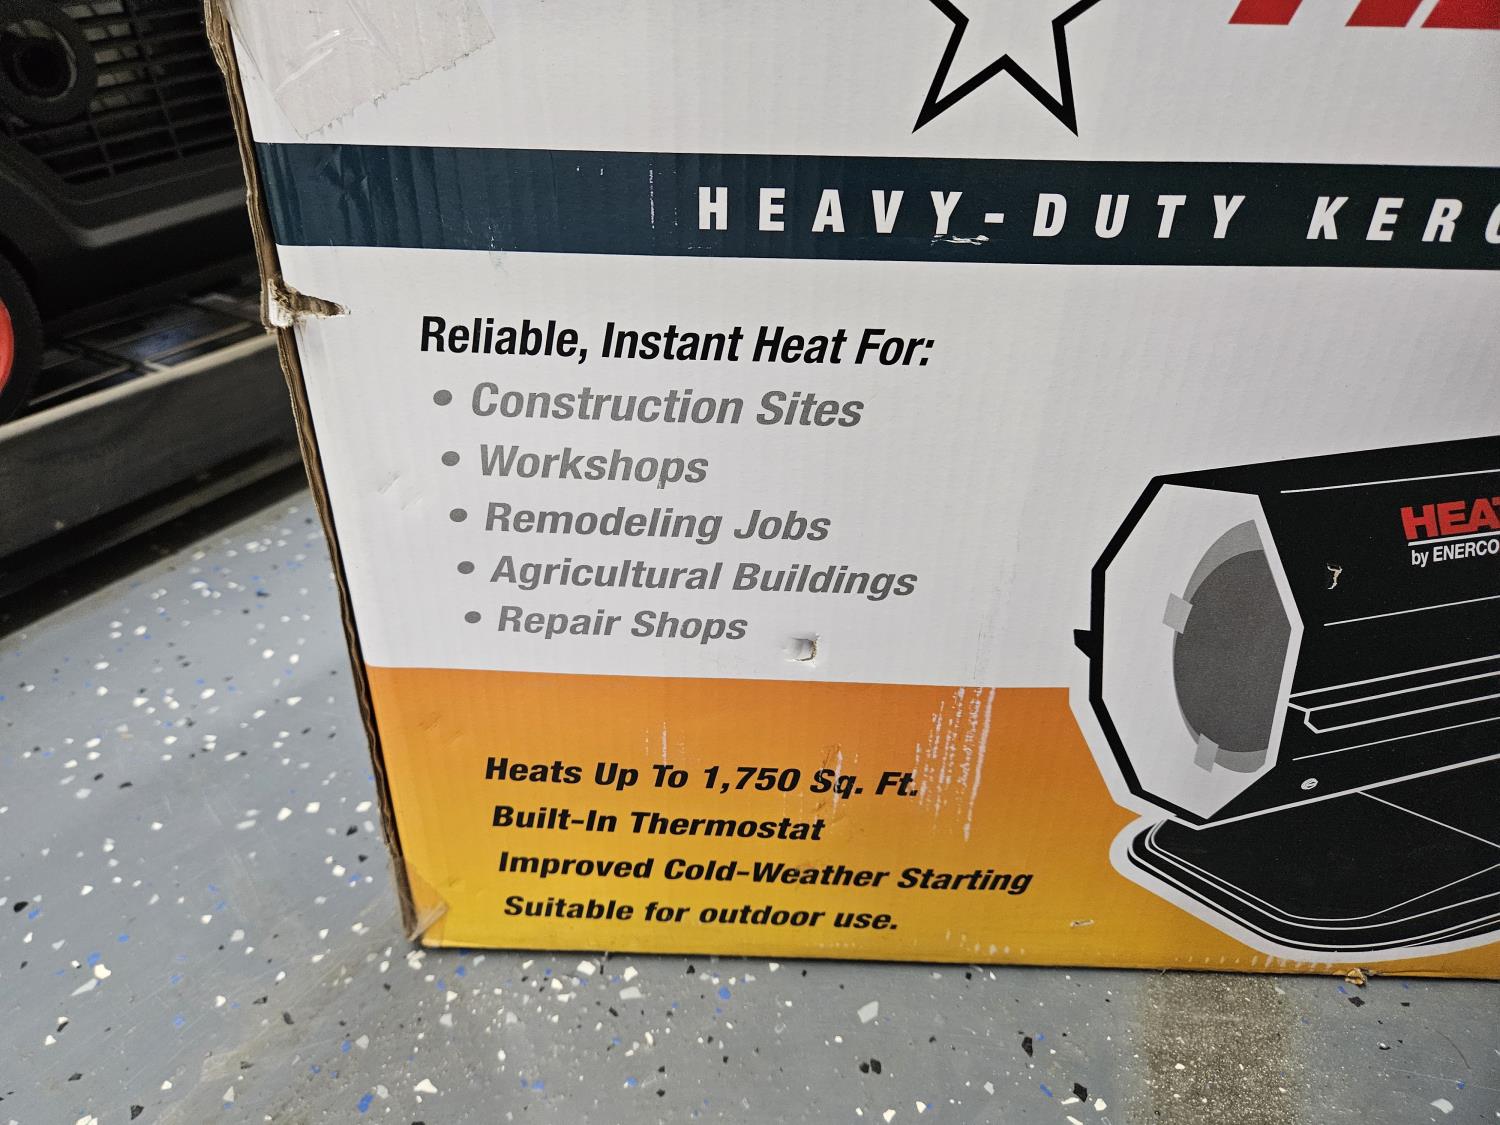 HEAVY-DUTY
Reliable, Instant Heat For:
• Construction Sites
• Workshops
• Remodeling Jobs
• Agricultural Buildings
• Repair Shops
Heats Up To 1,750 Sq. Ft.
Built-In Thermostat
Improved Cold-Weather Starting
Suitable for outdoor use.
by